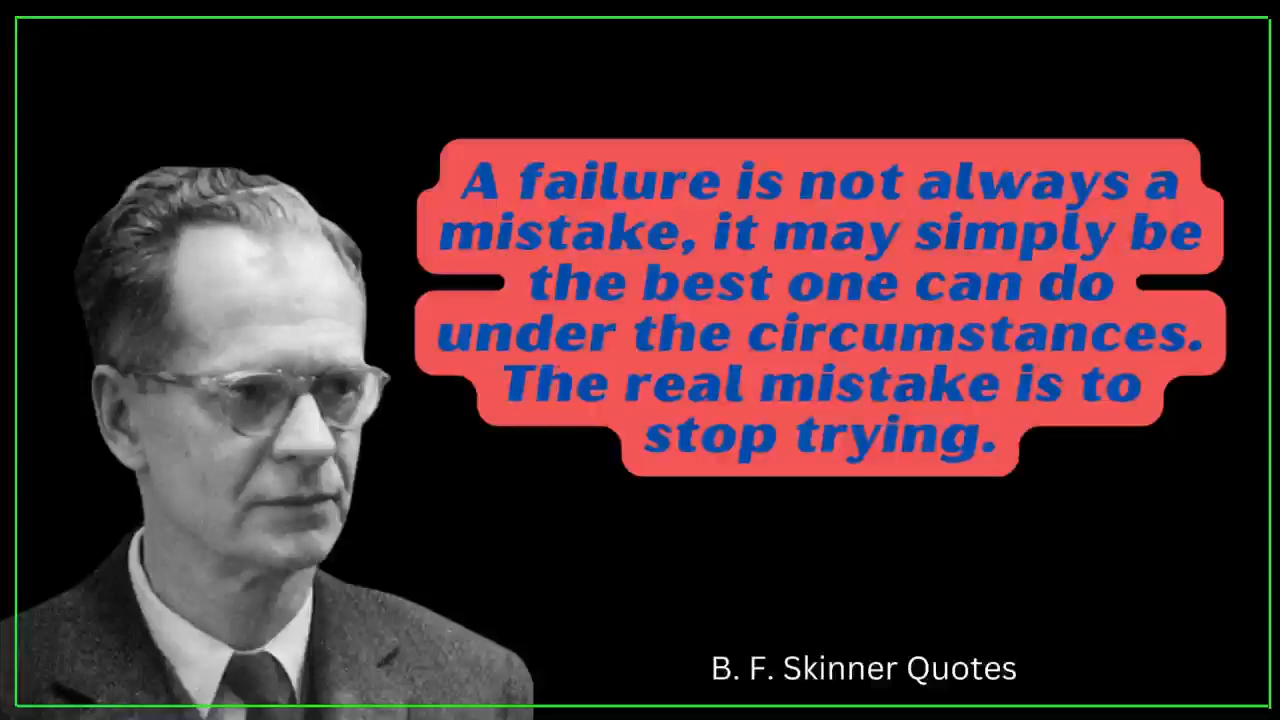 A failure is not always a
mistake, it may simply be
the best one can do
under the circumstances.
The real mistake is to
stop trying.
B. F. Skinner Quotes